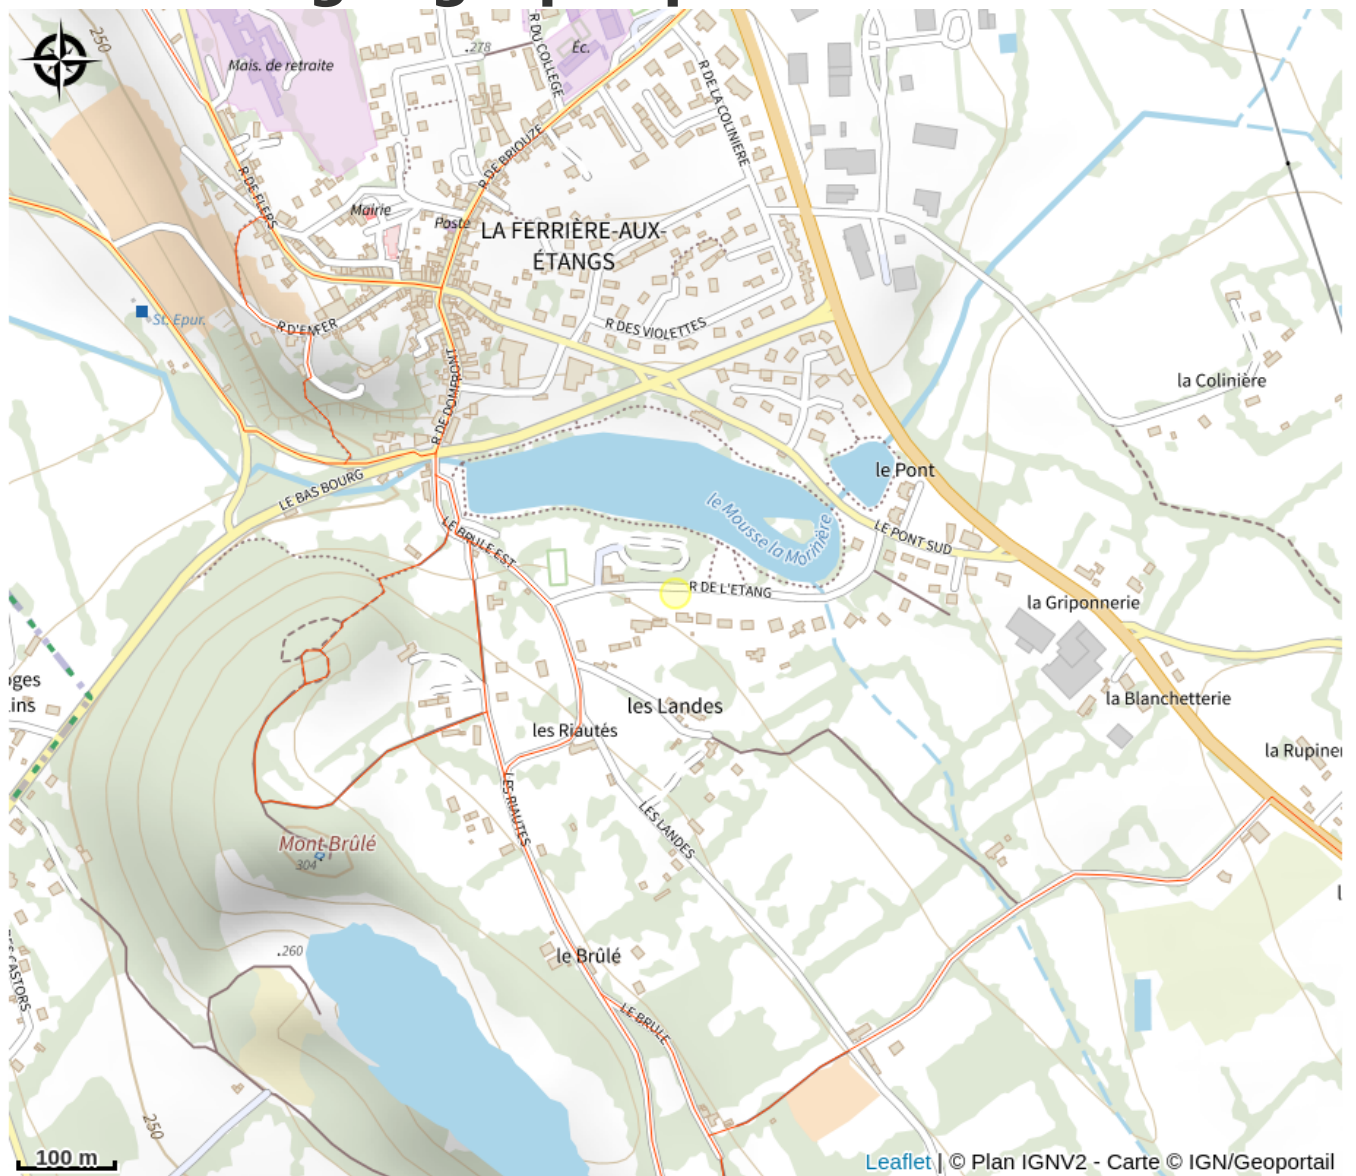 250
Mais. de retraite
.278
R DU COLLEGE
Éc.
R DE LA COLINIERE
R DE BRIOUZE
R DE FLERS
Mairie
Poste
LA FERRIÈRE-AUX-
ÉTANGS
St. Epur.
R D'ENFER
R DES VIOLETTES
R DE DOMFRONT
la Colinière
le Pont
LE BAS BOURG
le Mousse la Morinière
LE PONT SUD
LE BRULE EST
R DE L'ETANG
la Griponnerie
les Landes
la Blanchetterie
les Riautés
LES RIAUTES
LES LANDES
Mont Brûlé
304
.260
le Brûlé
LE BRULE
250
100 m
Leaflet | © Plan IGNV2 - Carte © IGN/Geoportail